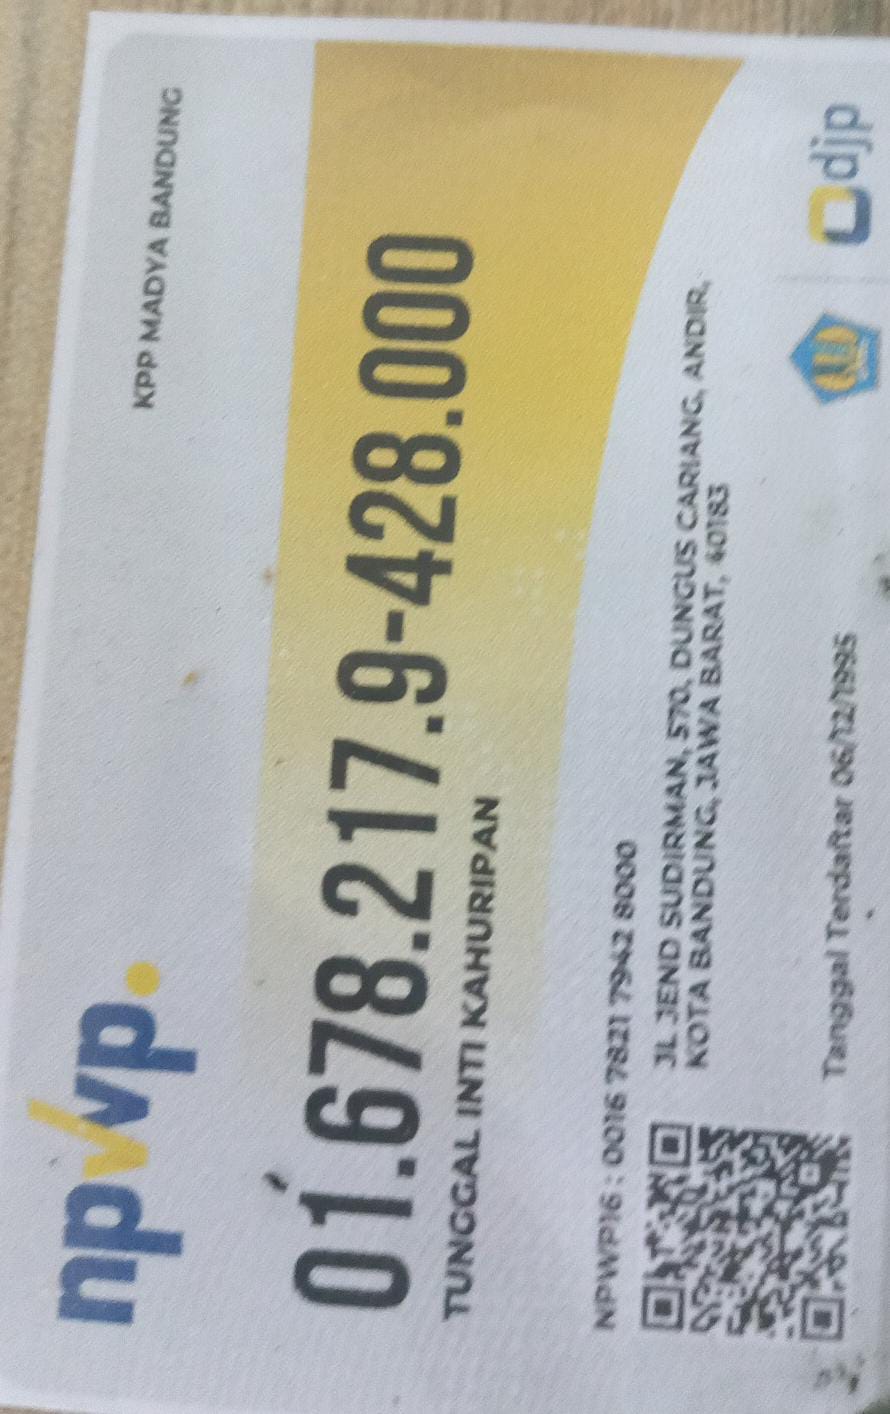 npwp.
KPP MADYA BANDUNG
01.678.217.9-428.000
TUNGGAL INTI KAHURIPAN
NPWP16 : 0016 7821 7942 8000
JL JEND SUDIRMAN, 570, DUNGUS CARIANG, ANDIR,
KOTA BANDUNG, JAWA BARAT, 40183
Tanggal Terdaftar 06/12/1995
djp